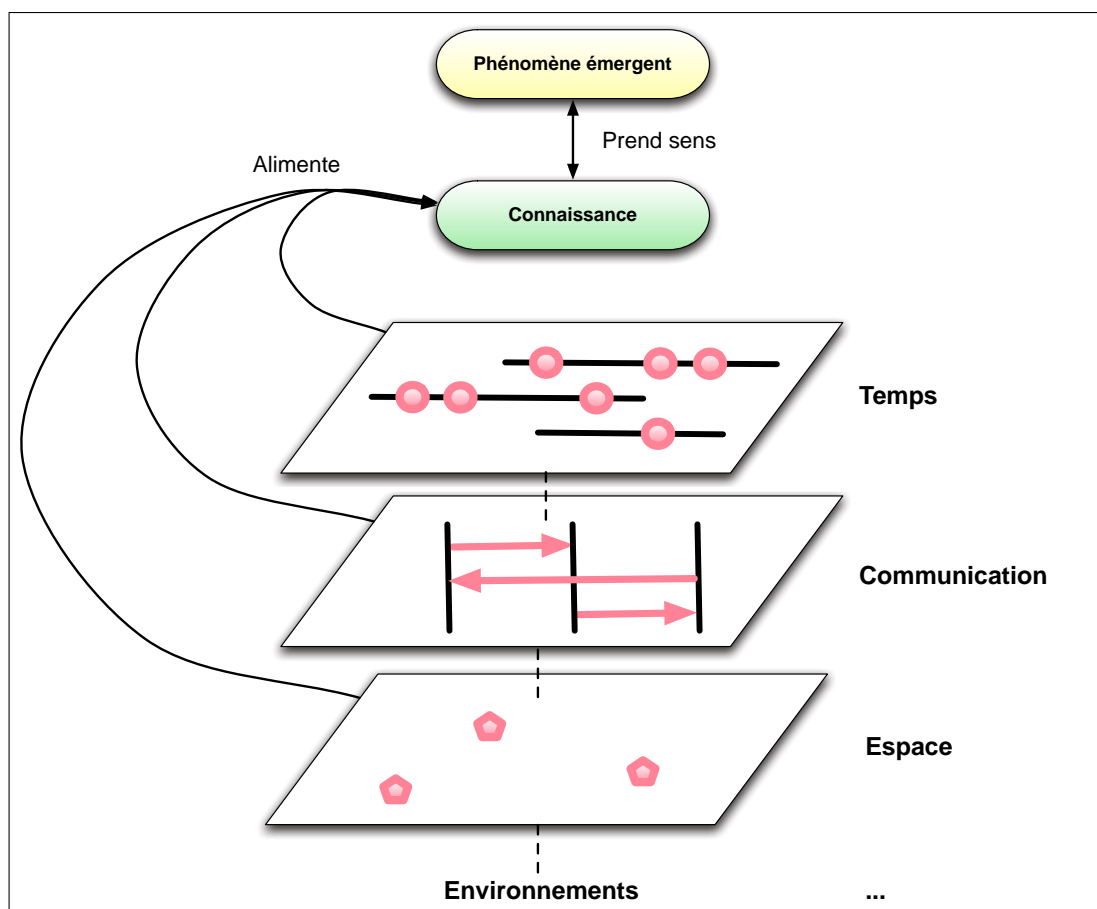 Phénomène émergent
Prend sens
Alimente
Connaissance
Temps
Communication
Espace
Environnements
...